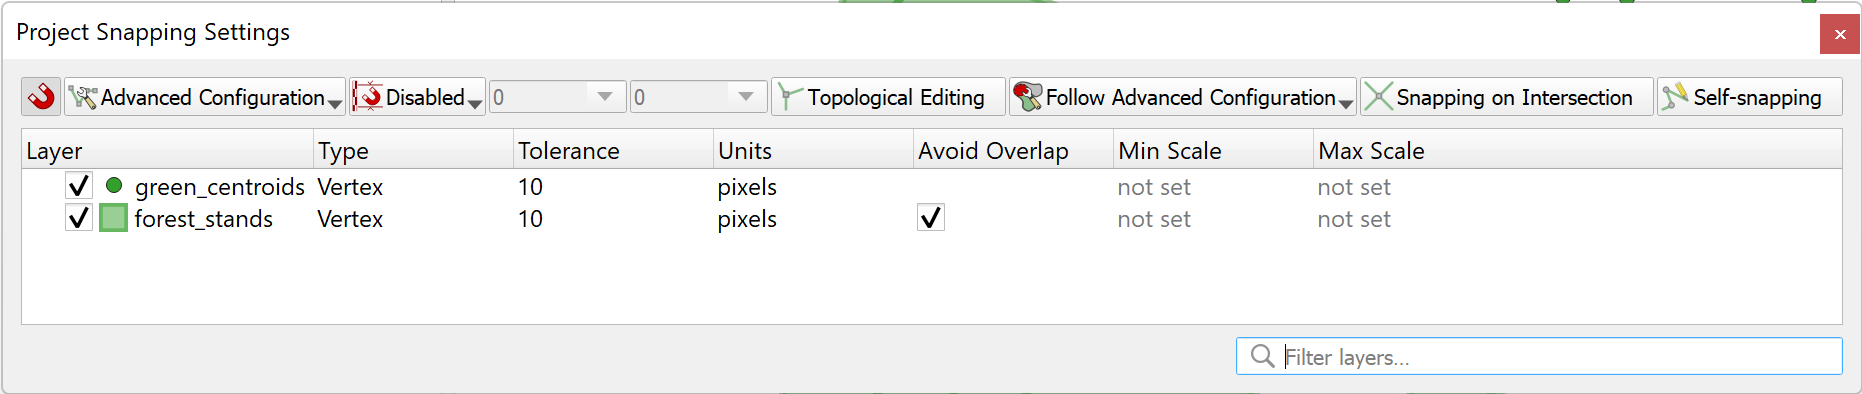 Project Snapping Settings
Advanced Configuration Disabled 0 0 Topological Editing Follow Advanced Configuration Snapping on Intersection Self-snapping
Layer Type Tolerance Units Avoid Overlap Min Scale Max Scale
green_centroids Vertex 10 pixels not set not set
forest_stands Vertex 10 pixels not set not set
Filter layers...